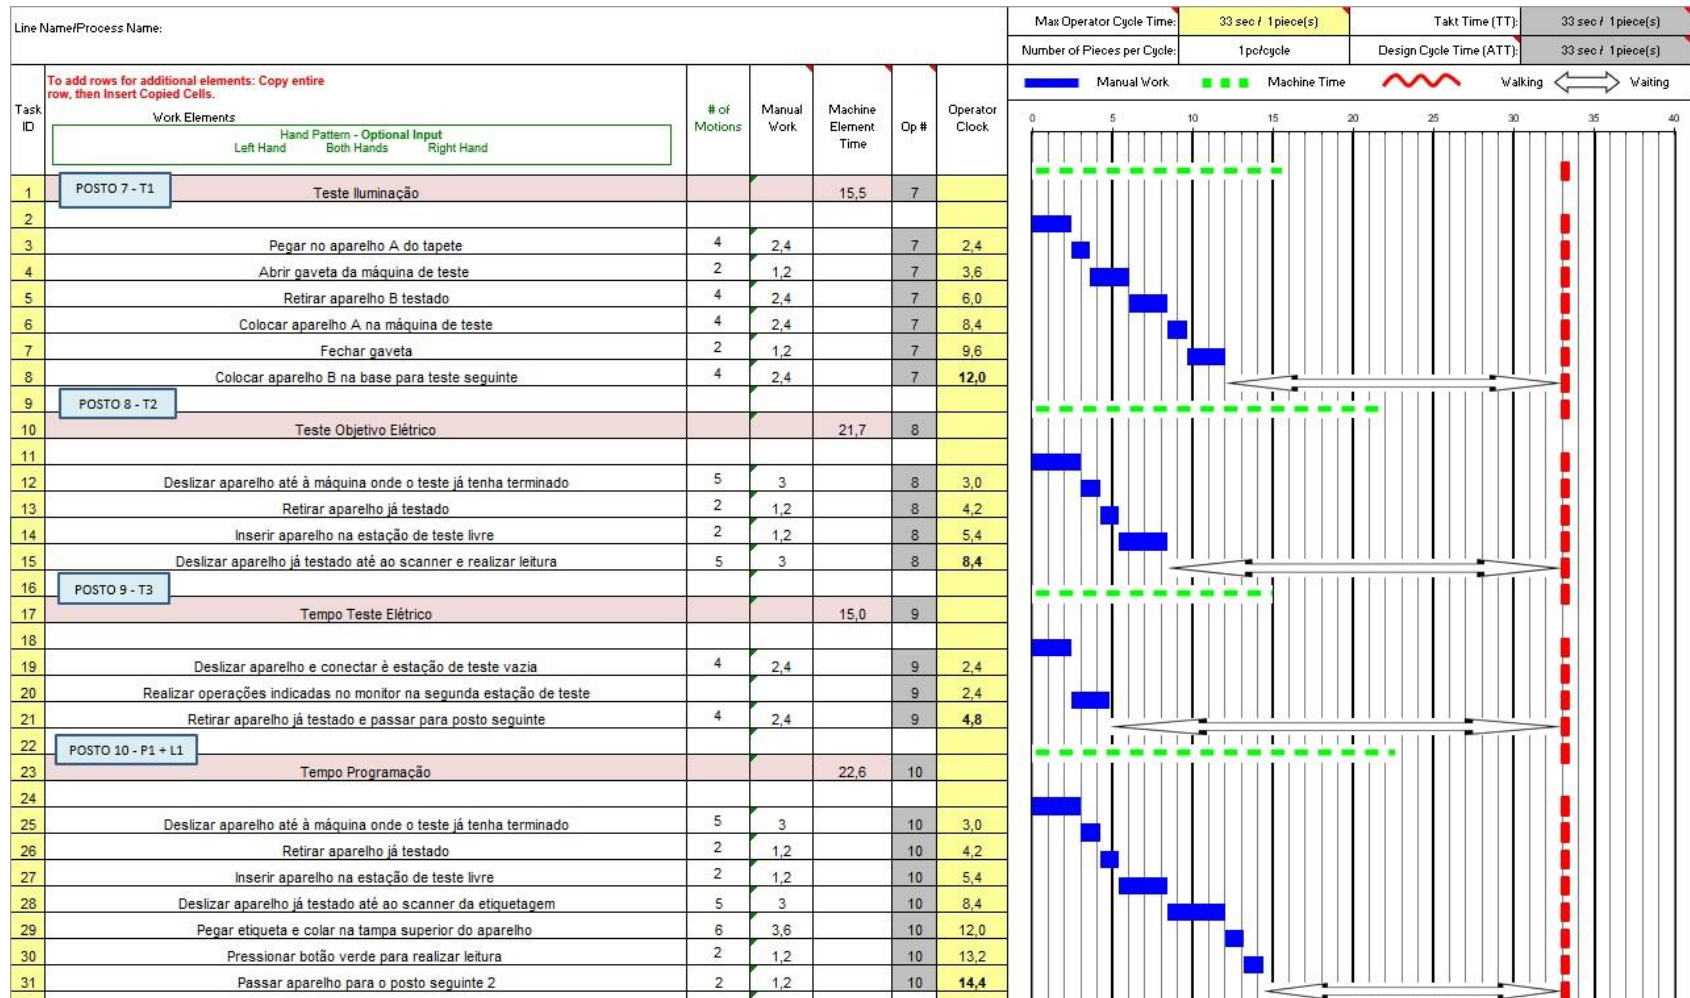 Line Name/Process Name:
Max Operator Cycle Time: 33 sec / 1piece(s) Takt Time (TT): 33 sec / 1piece(s)
Number of Pieces per Cycle: 1 pc/cycle Design Cycle Time (ATT): 33 sec / 1piece(s)
To add rows for additional elements: Copy entire
row, then Insert Copied Cells.
Task ID Work Elements # of Motions Manual Work Machine Element Time Op # Operator Clock
Hand Pattern - Optional Input
Left Hand Both Hands Right Hand
Manual Work Machine Time Walking Waiting
0 5 10 15 20 25 30 35 40
POSTO 7 - T1
1 Teste Iluminação 15,5 7
2
3 Pegar no aparelho A do tapete 4 2,4 7 2,4
4 Abrir gaveta da máquina de teste 2 1,2 7 3,6
5 Retirar aparelho B testado 4 2,4 7 6,0
6 Colocar aparelho A na máquina de teste 4 2,4 7 8,4
7 Fechar gaveta 2 1,2 7 9,6
8 Colocar aparelho B na base para teste seguinte 4 2,4 7 12,0
9 POSTO 8 - T2
10 Teste Objetivo Elétrico 21,7 8
11
12 Deslizar aparelho até à máquina onde o teste já tenha terminado 5 3 8 3,0
13 Retirar aparelho já testado 2 1,2 8 4,2
14 Inserir aparelho na estação de teste livre 2 1,2 8 5,4
15 Deslizar aparelho já testado até ao scanner e realizar leitura 5 3 8 8,4
16 POSTO 9 - T3
17 Tempo Teste Elétrico 15,0 9
18
19 Deslizar aparelho e conectar è estação de teste vazia 4 2,4 9 2,4
20 Realizar operações indicadas no monitor na segunda estação de teste 9 2,4
21 Retirar aparelho já testado e passar para posto seguinte 4 2,4 9 4,8
22 POSTO 10 - P1 + L1
23 Tempo Programação 22,6 10
24
25 Deslizar aparelho até à máquina onde o teste já tenha terminado 5 3 10 3,0
26 Retirar aparelho já testado 2 1,2 10 4,2
27 Inserir aparelho na estação de teste livre 2 1,2 10 5,4
28 Deslizar aparelho já testado até ao scanner da etiquetagem 5 3 10 8,4
29 Pegar etiqueta e colar na tampa superior do aparelho 6 3,6 10 12,0
30 Pressionar botão verde para realizar leitura 2 1,2 10 13,2
31 Passar aparelho para o posto seguinte 2 2 1,2 10 14,4